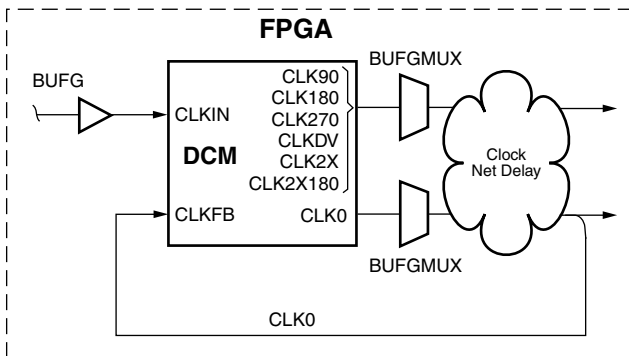 FPGA
BUFG
BUFGMUX
CLK90
CLK180
CLKIN
CLK270
CLKDV
DCM
CLK2X
CLK2X180
Clock
Net Delay
CLKFB
CLK0
BUFGMUX
CLK0